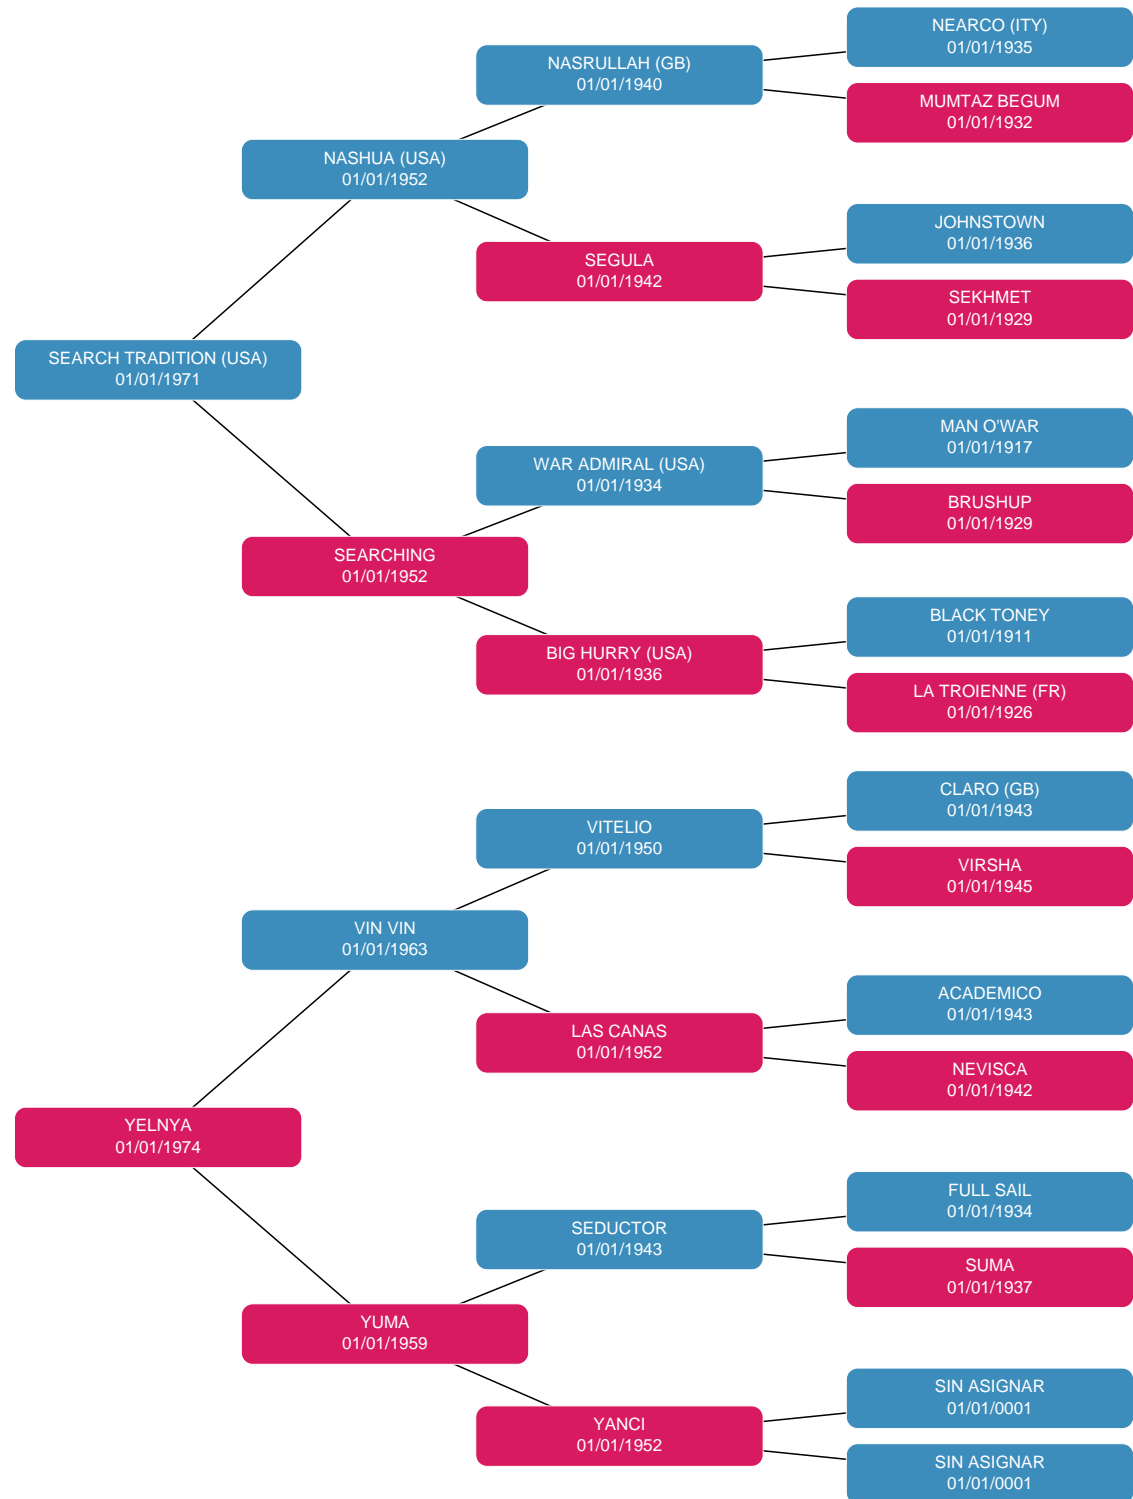 NEARCO (ITY)
01/01/1935
NASRULLAH (GB)
01/01/1940
MUMTAZ BEGUM
01/01/1932
NASHUA (USA)
01/01/1952
JOHNSTOWN
01/01/1936
SEGULA
01/01/1942
SEKHMET
01/01/1929
SEARCH TRADITION (USA)
01/01/1971
MAN O'WAR
01/01/1917
WAR ADMIRAL (USA)
01/01/1934
BRUSHUP
01/01/1929
SEARCHING
01/01/1952
BLACK TONEY
01/01/1911
BIG HURRY (USA)
01/01/1936
LA TROIENNE (FR)
01/01/1926
CLARO (GB)
01/01/1943
VITELIO
01/01/1950
VIRSHA
01/01/1945
VIN VIN
01/01/1963
ACADEMICO
01/01/1943
LAS CANAS
01/01/1952
NEVISCA
01/01/1942
YELNYA
01/01/1974
FULL SAIL
01/01/1934
SEDUCTOR
01/01/1943
SUMA
01/01/1937
YUMA
01/01/1959
SIN ASIGNAR
01/01/0001
YANCI
01/01/1952
SIN ASIGNAR
01/01/0001